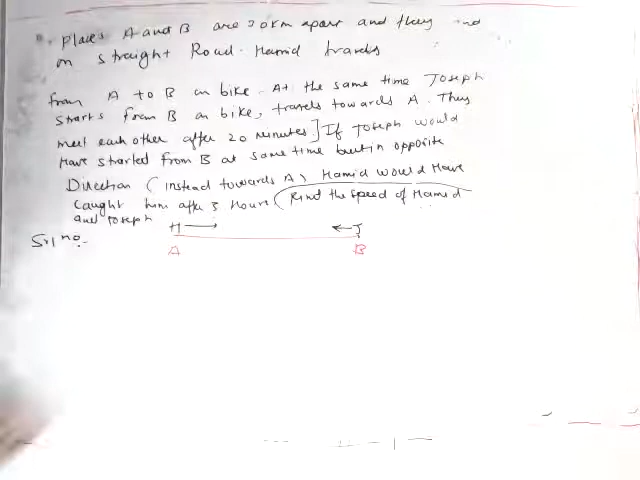 Places A and B are 30km apart and they
on straight Road. Hamid travels
from A to B on bike. At the same time Joseph
starts from B on bike, travels towards A. They
meet each other after 20 minutes] If Joseph would
Have started from B at same time but in opposite
Direction (instead towards A) Hamid would Have
caught him after 3 Hours (Find the speed of Hamid
and Joseph
H → ← J
Sol no.
A B